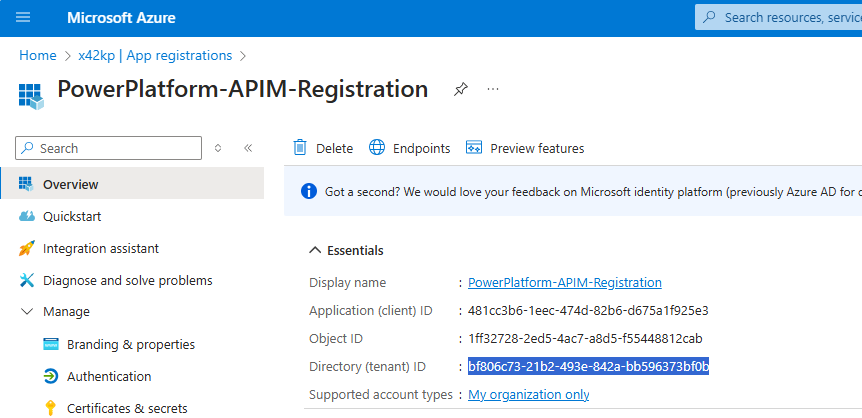 Microsoft Azure
Search resources, service
Home > x42kp | App registrations >
PowerPlatform-APIM-Registration ...
Search
Delete Endpoints Preview features
Overview
Got a second? We would love your feedback on Microsoft identity platform (previously Azure AD for d
Quickstart
Integration assistant
Essentials
Diagnose and solve problems
Display name : PowerPlatform-APIM-Registration
Manage
Application (client) ID : 481cc3b6-1eec-474d-82b6-d675a1f925e3
Branding & properties
Object ID : 1ff32728-2ed5-4ac7-a8d5-f55448812cab
Authentication
Directory (tenant) ID : bf806c73-21b2-493e-842a-bb596373bf0b
Certificates & secrets
Supported account types : My organization only